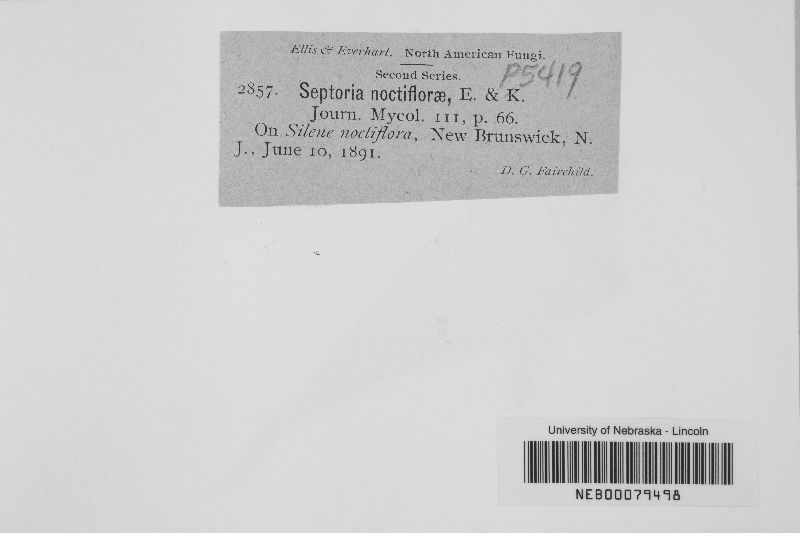 Ellis & Everhart. North American Fungi.
Second Series.
P5419
2857. Septoria noctifloræ, E. & K.
Journ. Mycol. III, p. 66.
On Silene noctiflora, New Brunswick, N.
J., June 10, 1891.
D. G. Fairchild.
University of Nebraska - Lincoln
NEB00079498